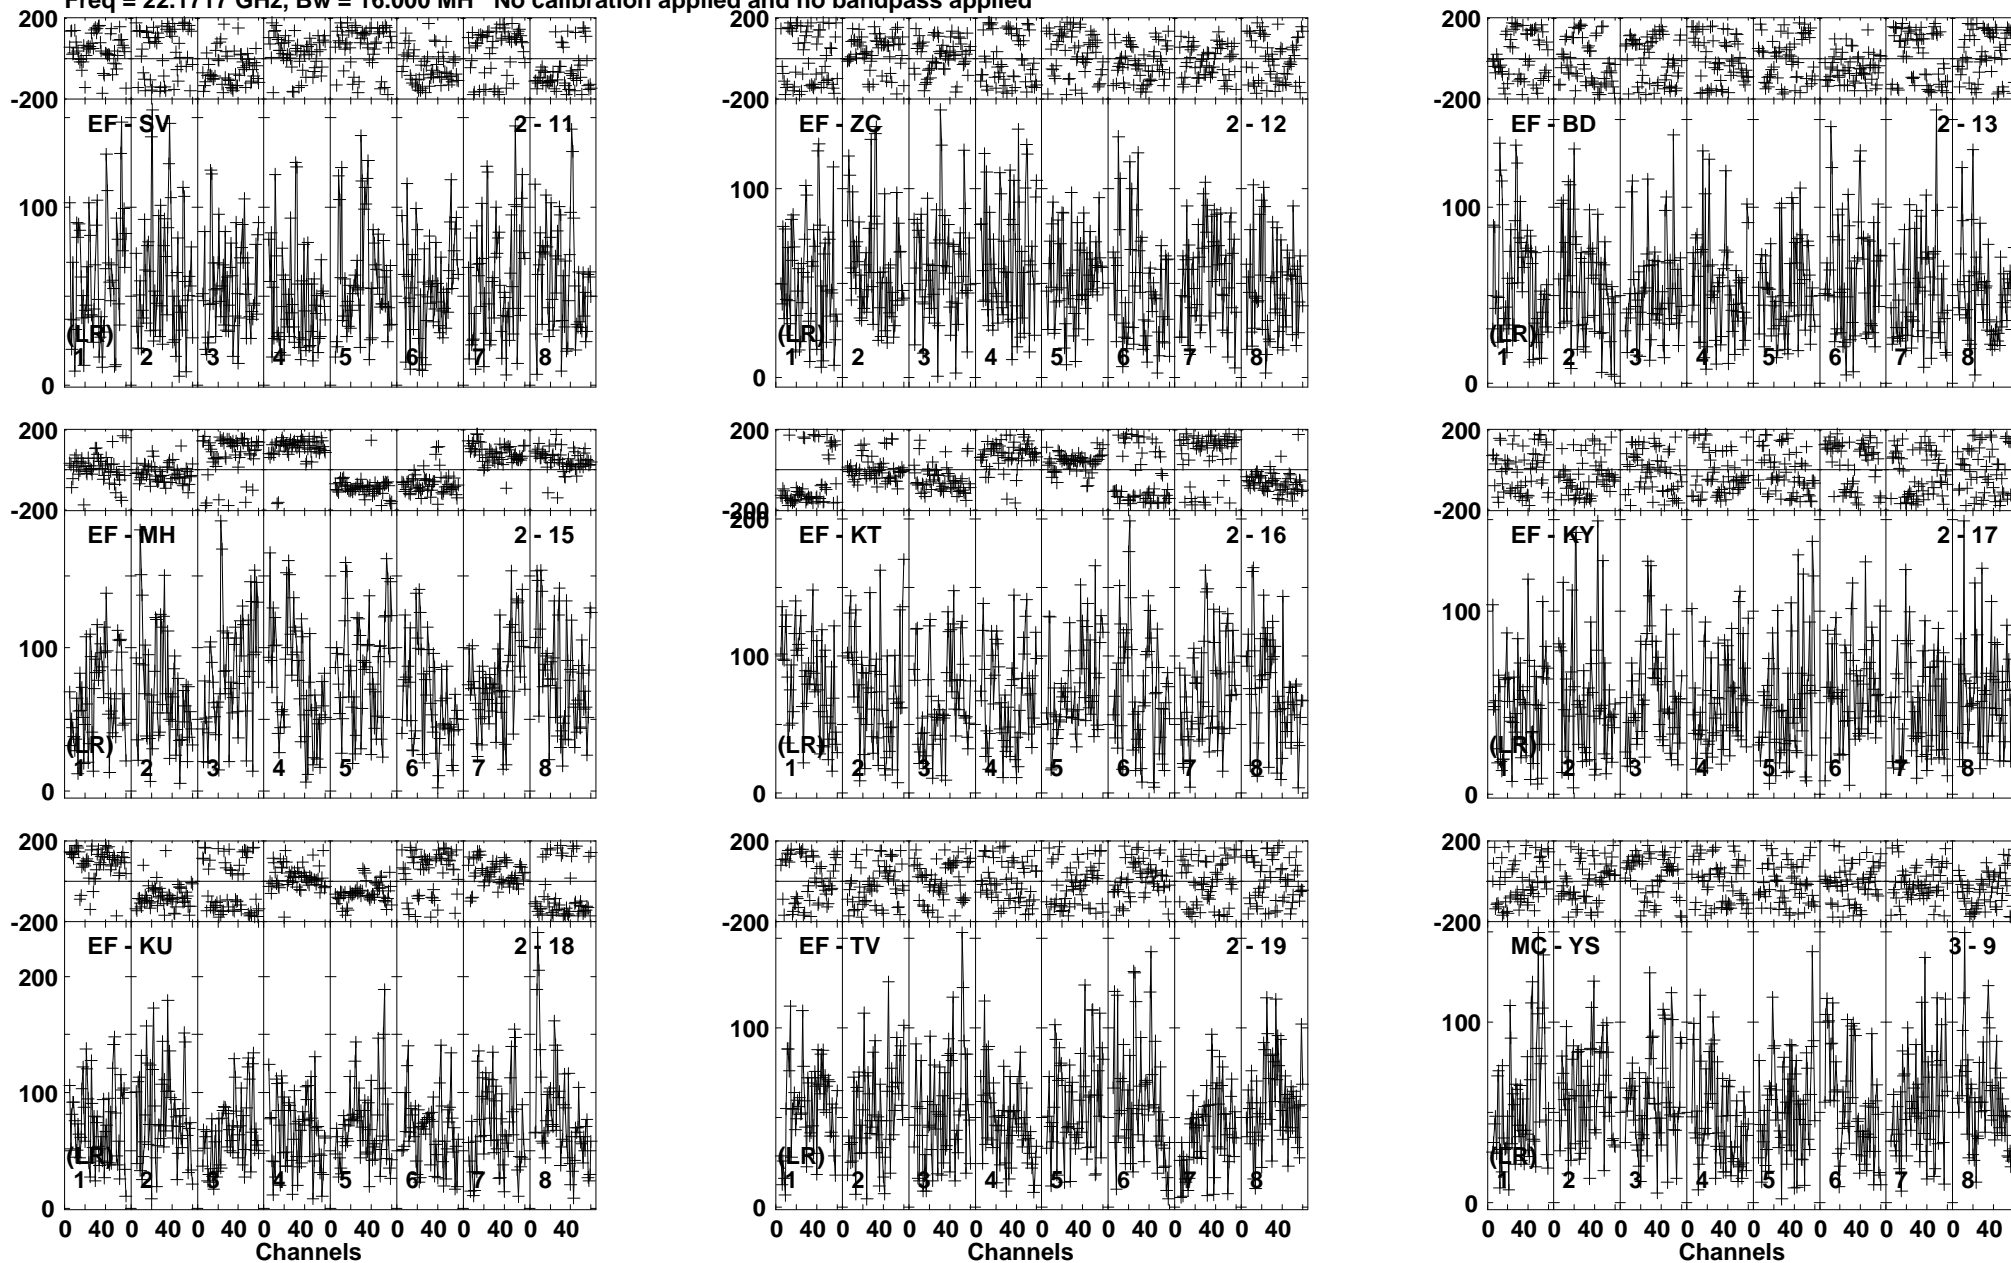 Freq = 22.1717 GHz, Bw = 16.000 MH No calibration applied and no bandpass applied
200 200 200
-200 -200 -200
EF - SV 2 - 11 EF - ZC 2 - 12 EF - BD 2 - 13
100 100 100
(LR) (LR) (LR)
1 2 3 4 5 6 7 8 1 2 3 4 5 6 7 8 1 2 3 4 5 6 7 8
0 0 0
200 200 200
-200 -200 -200
200
EF - MH 2 - 15 EF - KT 2 - 16 EF - KY 2 - 17
100 100 100
(LR) (LR) (LR)
1 2 3 4 5 6 7 8 1 2 3 4 5 6 7 8 1 2 3 4 5 6 7 8
0 0 0
200 200 200
-200 -200 -200
EF - KU 2 - 18 EF - TV 2 - 19 MC - YS 3 - 9
200
100 100 100
(LR) (LR) (LR)
1 2 3 4 5 6 7 8 1 2 3 4 5 6 7 8 1 2 3 4 5 6 7 8
0 0 0
0 40 0 40 0 40 0 40 0 40 0 40 0 40 0 40 0 40 0 40 0 40 0 40 0 40 0 40 0 40 0 40 0 40 0 40 0 40 0 40 0 40 0 40 0 40 0 40
Channels Channels Channels